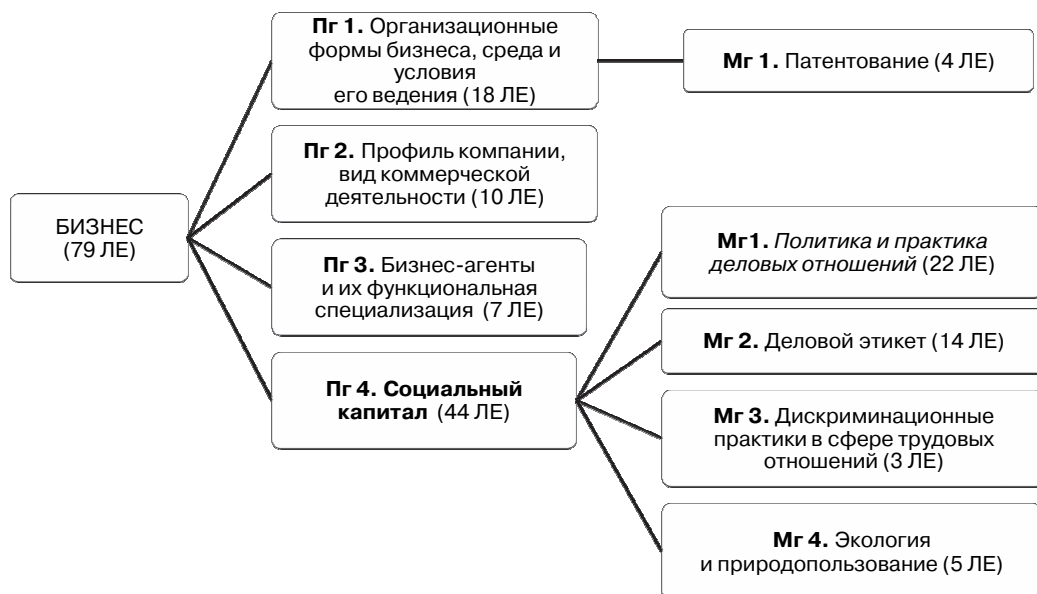 БИЗНЕС
(79 ЛЕ)
Пг 1. Организационные
формы бизнеса, среда и
условия
его ведения (18 ЛЕ)
Мг 1. Патентование (4 ЛЕ)
Пг 2. Профиль компании,
вид коммерческой
деятельности (10 ЛЕ)
Пг 3. Бизнес-агенты
и их функциональная
специализация (7 ЛЕ)
Пг 4. Социальный
капитал (44 ЛЕ)
Мг1. Политика и практика
деловых отношений (22 ЛЕ)
Мг 2. Деловой этикет (14 ЛЕ)
Мг 3. Дискриминационные
практики в сфере трудовых
отношений (3 ЛЕ)
Мг 4. Экология
и природопользование (5 ЛЕ)